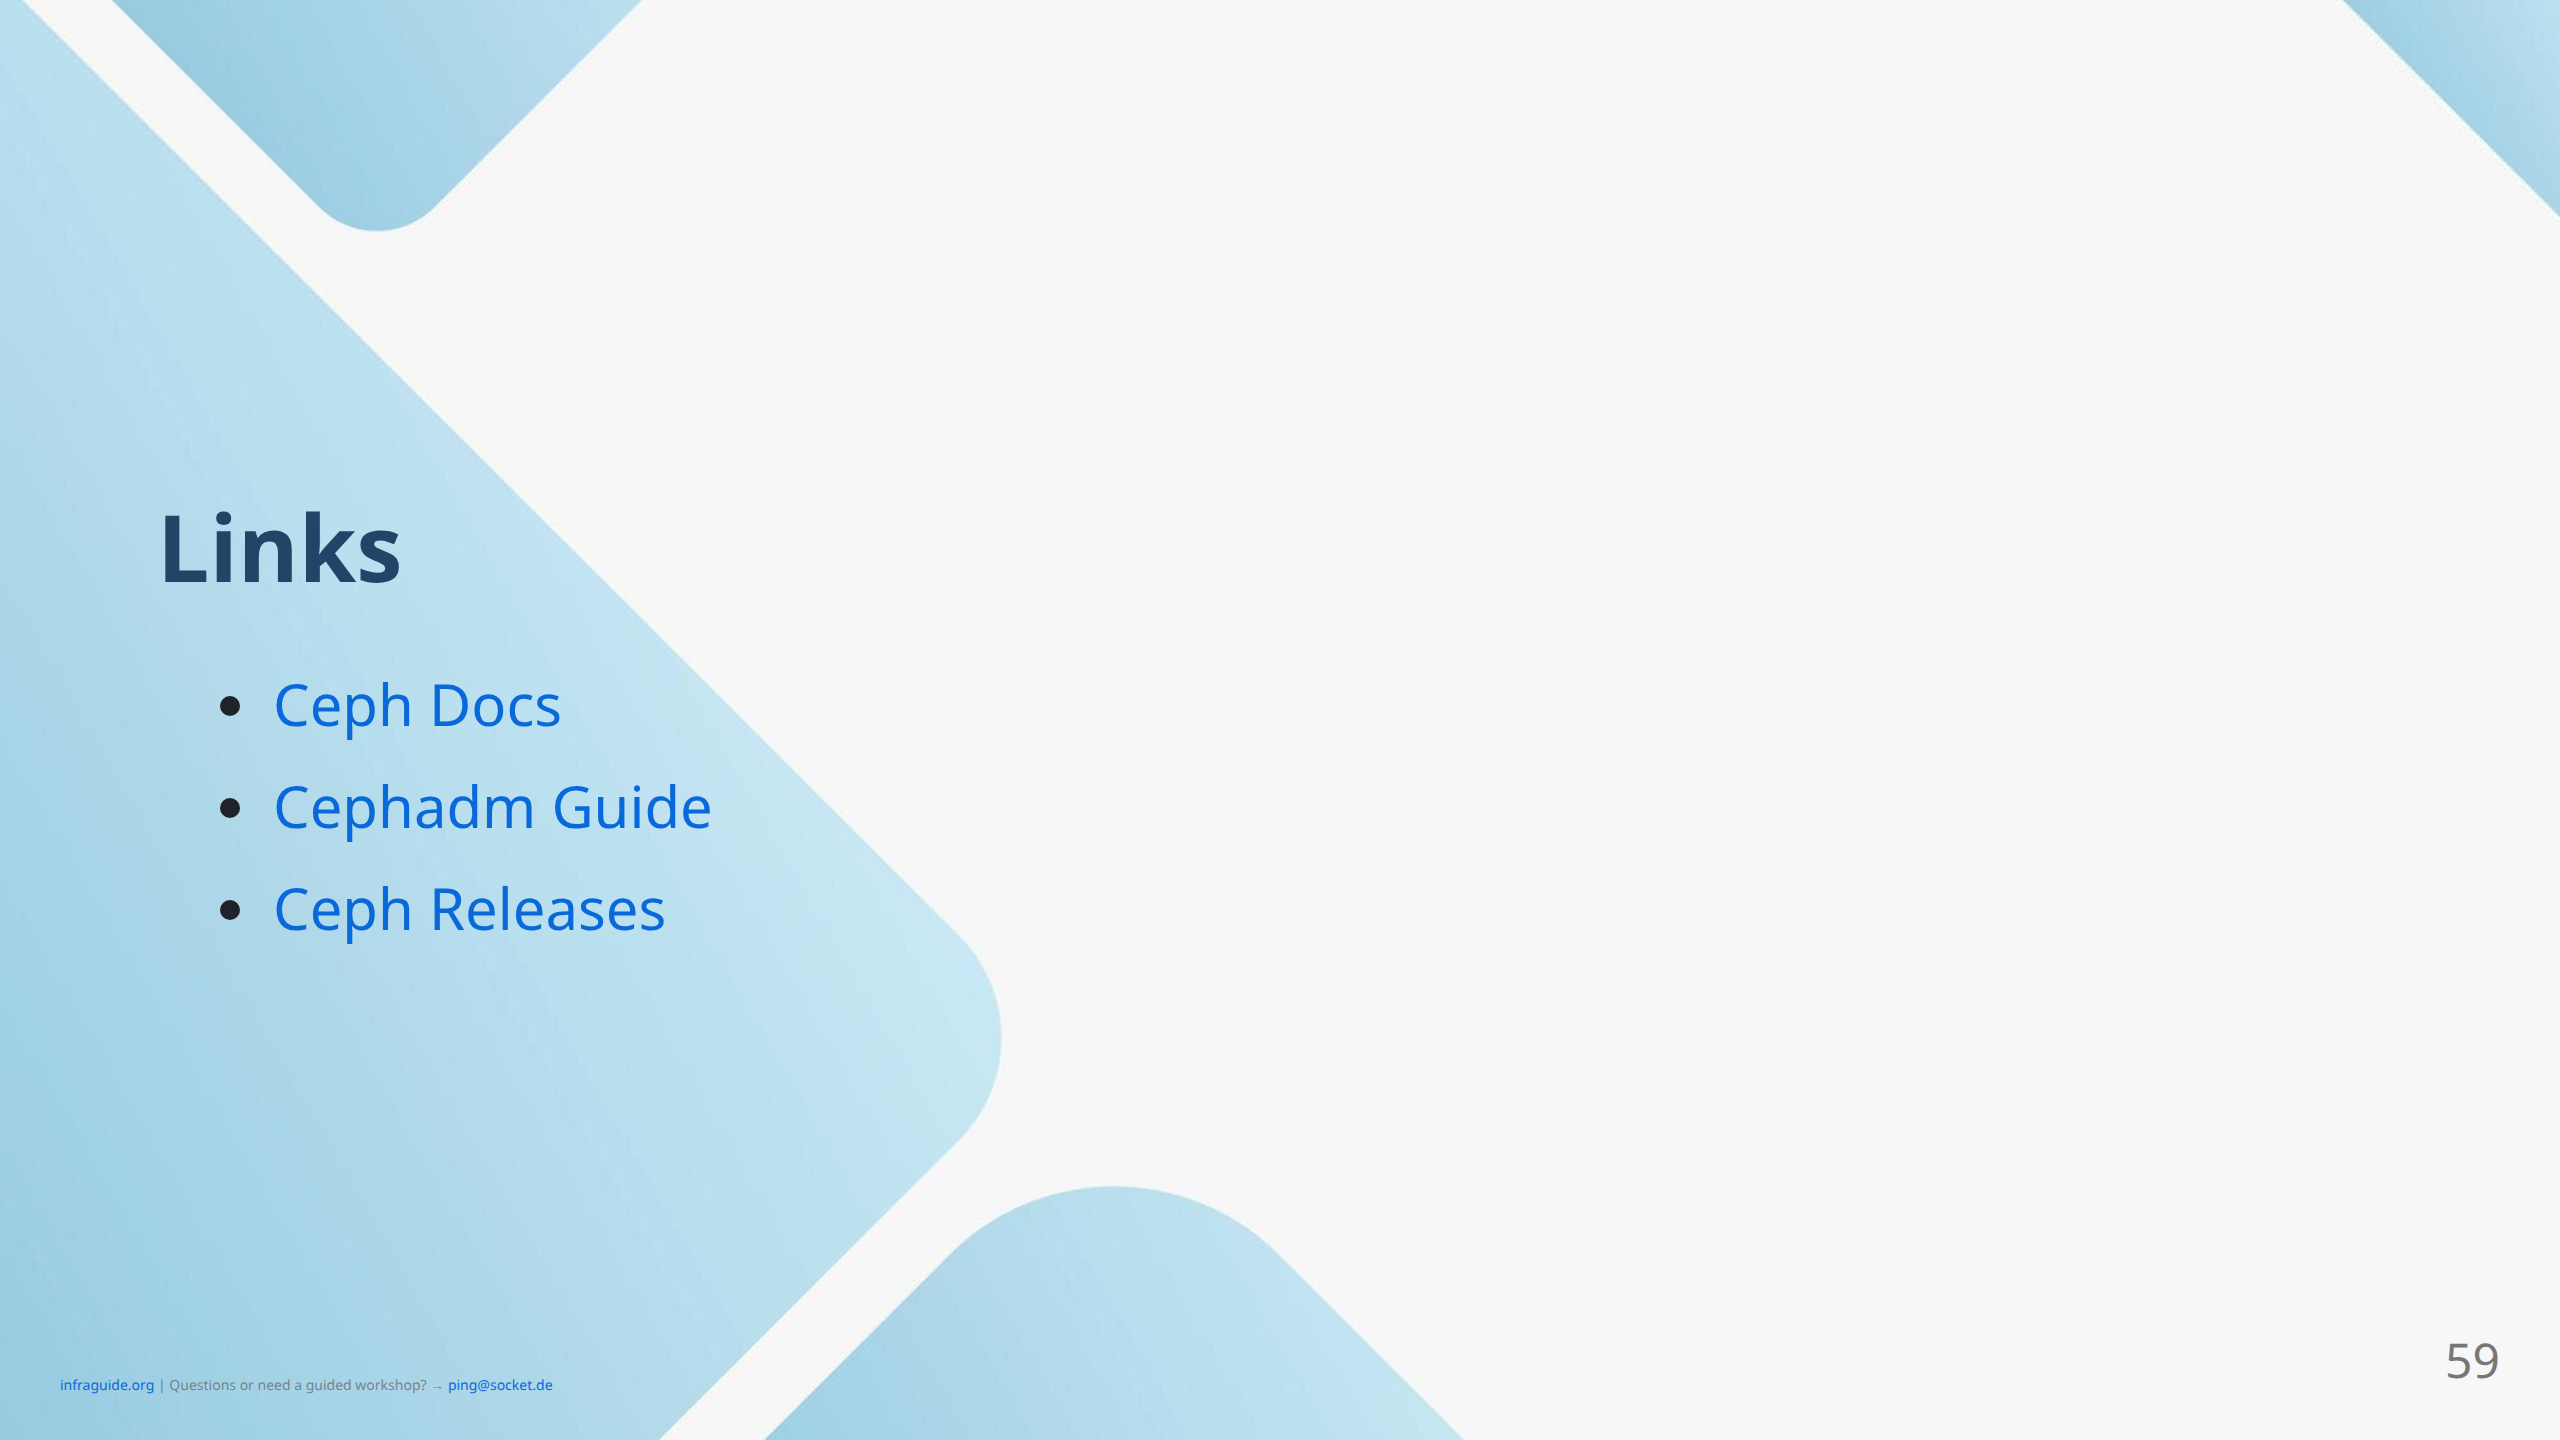 Links
• Ceph Docs
• Cephadm Guide
• Ceph Releases
infraguide.org | Questions or need a guided workshop? → ping@socket.de
59